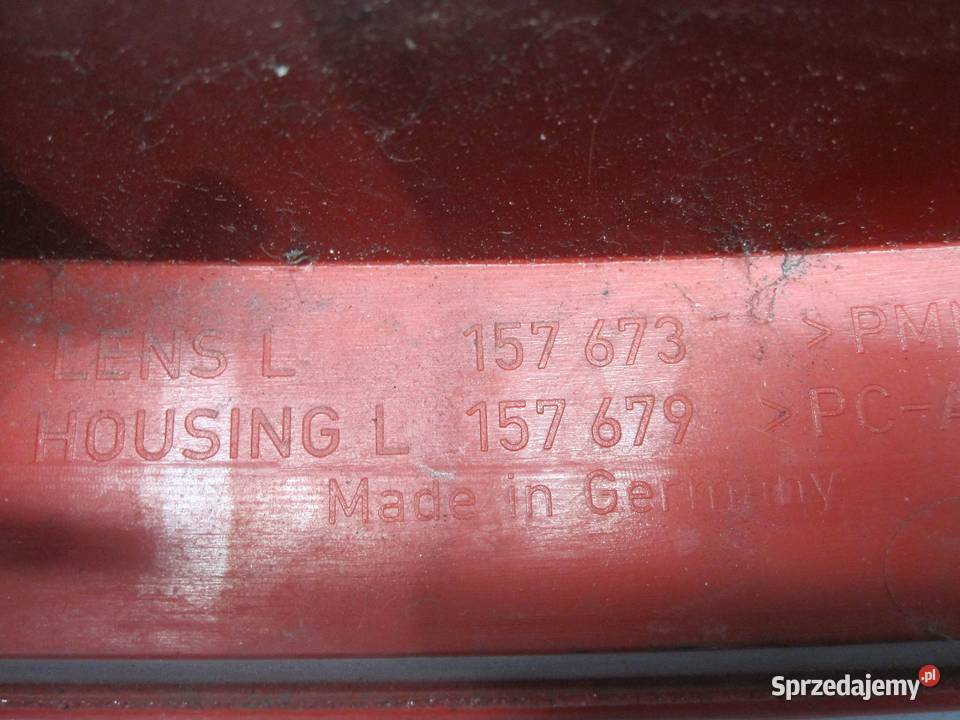 LENS L 157 673 >PM
HOUSING L 157 679 >PC-A
Made in Germany
Sprzedajemy.pl